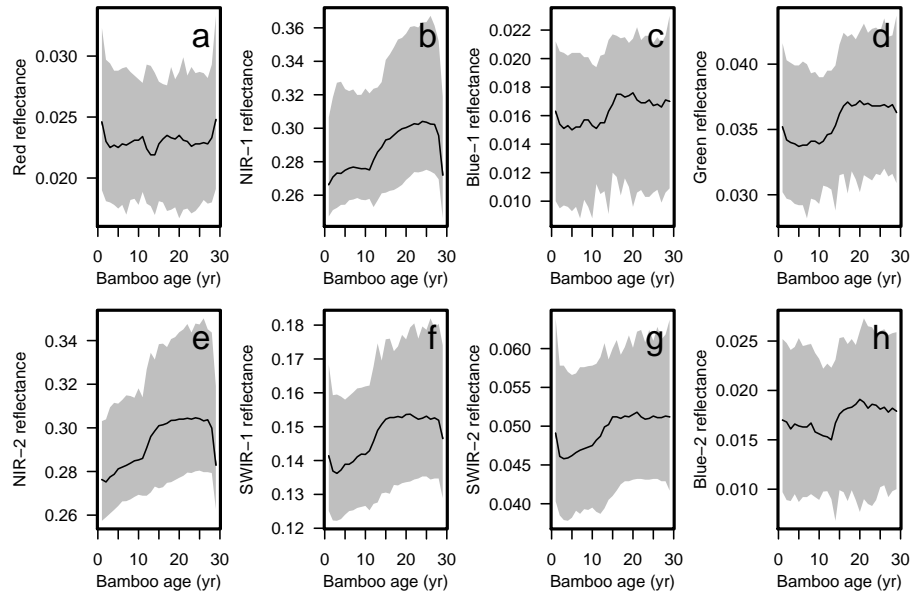 a
Red reflectance
0.030
0.025
0.020
0 10 20 30
Bamboo age (yr)
b
NIR−1 reflectance
0.36
0.34
0.32
0.30
0.28
0.26
0 10 20 30
Bamboo age (yr)
c
Blue−1 reflectance
0.022
0.020
0.018
0.016
0.014
0.012
0.010
0 10 20 30
Bamboo age (yr)
d
Green reflectance
0.040
0.035
0.030
0 10 20 30
Bamboo age (yr)
e
NIR−2 reflectance
0.34
0.32
0.30
0.28
0.26
0 10 20 30
Bamboo age (yr)
f
SWIR−1 reflectance
0.18
0.17
0.16
0.15
0.14
0.13
0.12
0 10 20 30
Bamboo age (yr)
g
SWIR−2 reflectance
0.060
0.055
0.050
0.045
0.040
0 10 20 30
Bamboo age (yr)
h
Blue−2 reflectance
0.025
0.020
0.015
0.010
0 10 20 30
Bamboo age (yr)